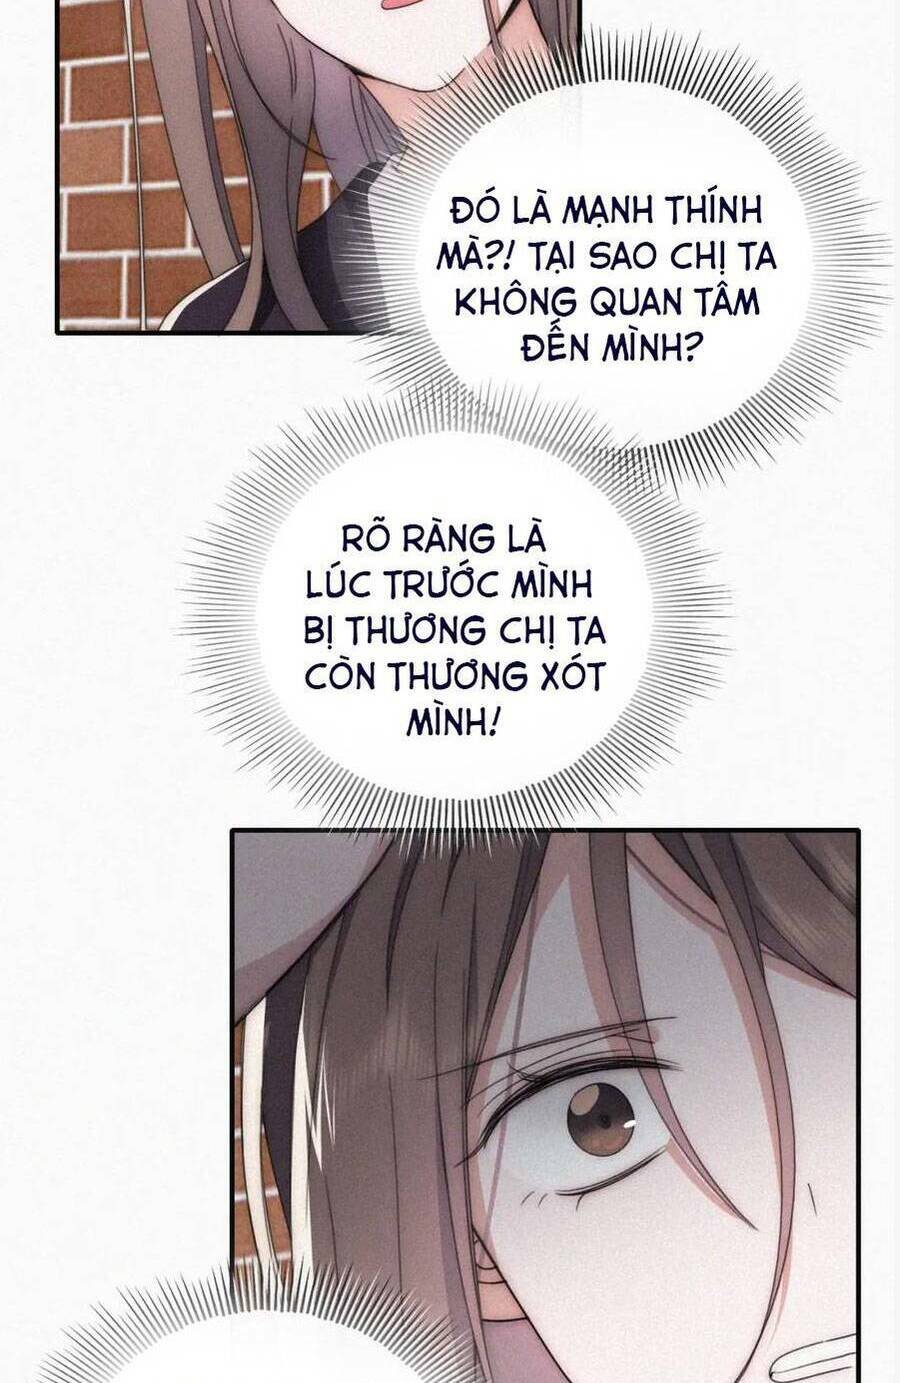 ĐÓ LÀ MẠNH THÍNH
MÀ?! TẠI SAO CHỊ TA
KHÔNG QUAN TÂM
ĐẾN MÌNH?
RÕ RÀNG LÀ
LÚC TRƯỚC MÌNH
BỊ THƯƠNG CHỊ TA
CÒN THƯƠNG XÓT
MÌNH!